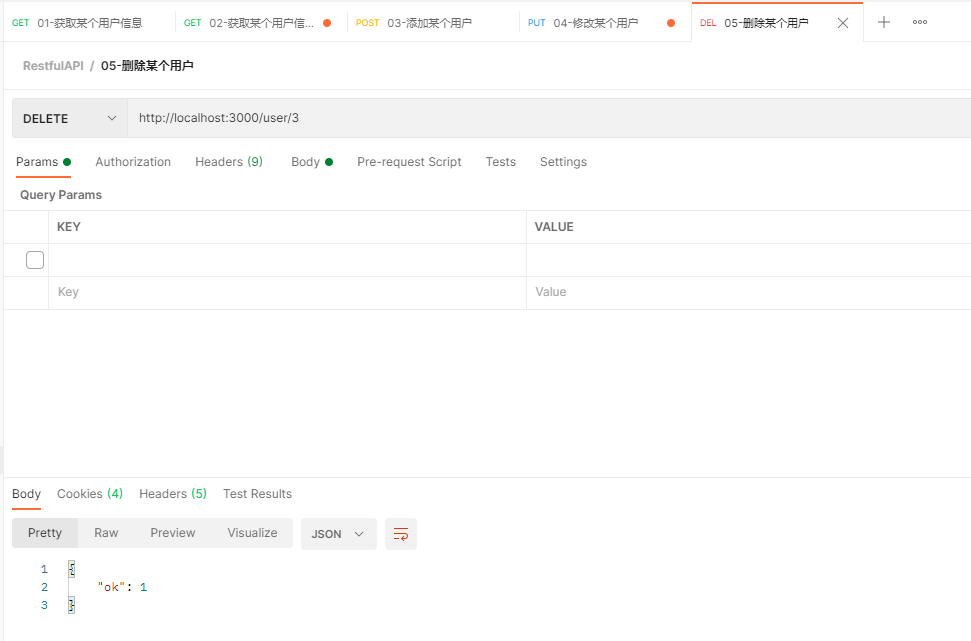 GET 01-获取某个用户信息 GET 02-获取某个用户信... POST 03-添加某个用户 PUT 04-修改某个用户 DEL 05-删除某个用户
RestfulAPI / 05-删除某个用户
DELETE http://localhost:3000/user/3
Params Authorization Headers (9) Body Pre-request Script Tests Settings
Query Params
KEY VALUE
Key Value
Body Cookies (4) Headers (5) Test Results
Pretty Raw Preview Visualize JSON
1 {
2 "ok": 1
3 }